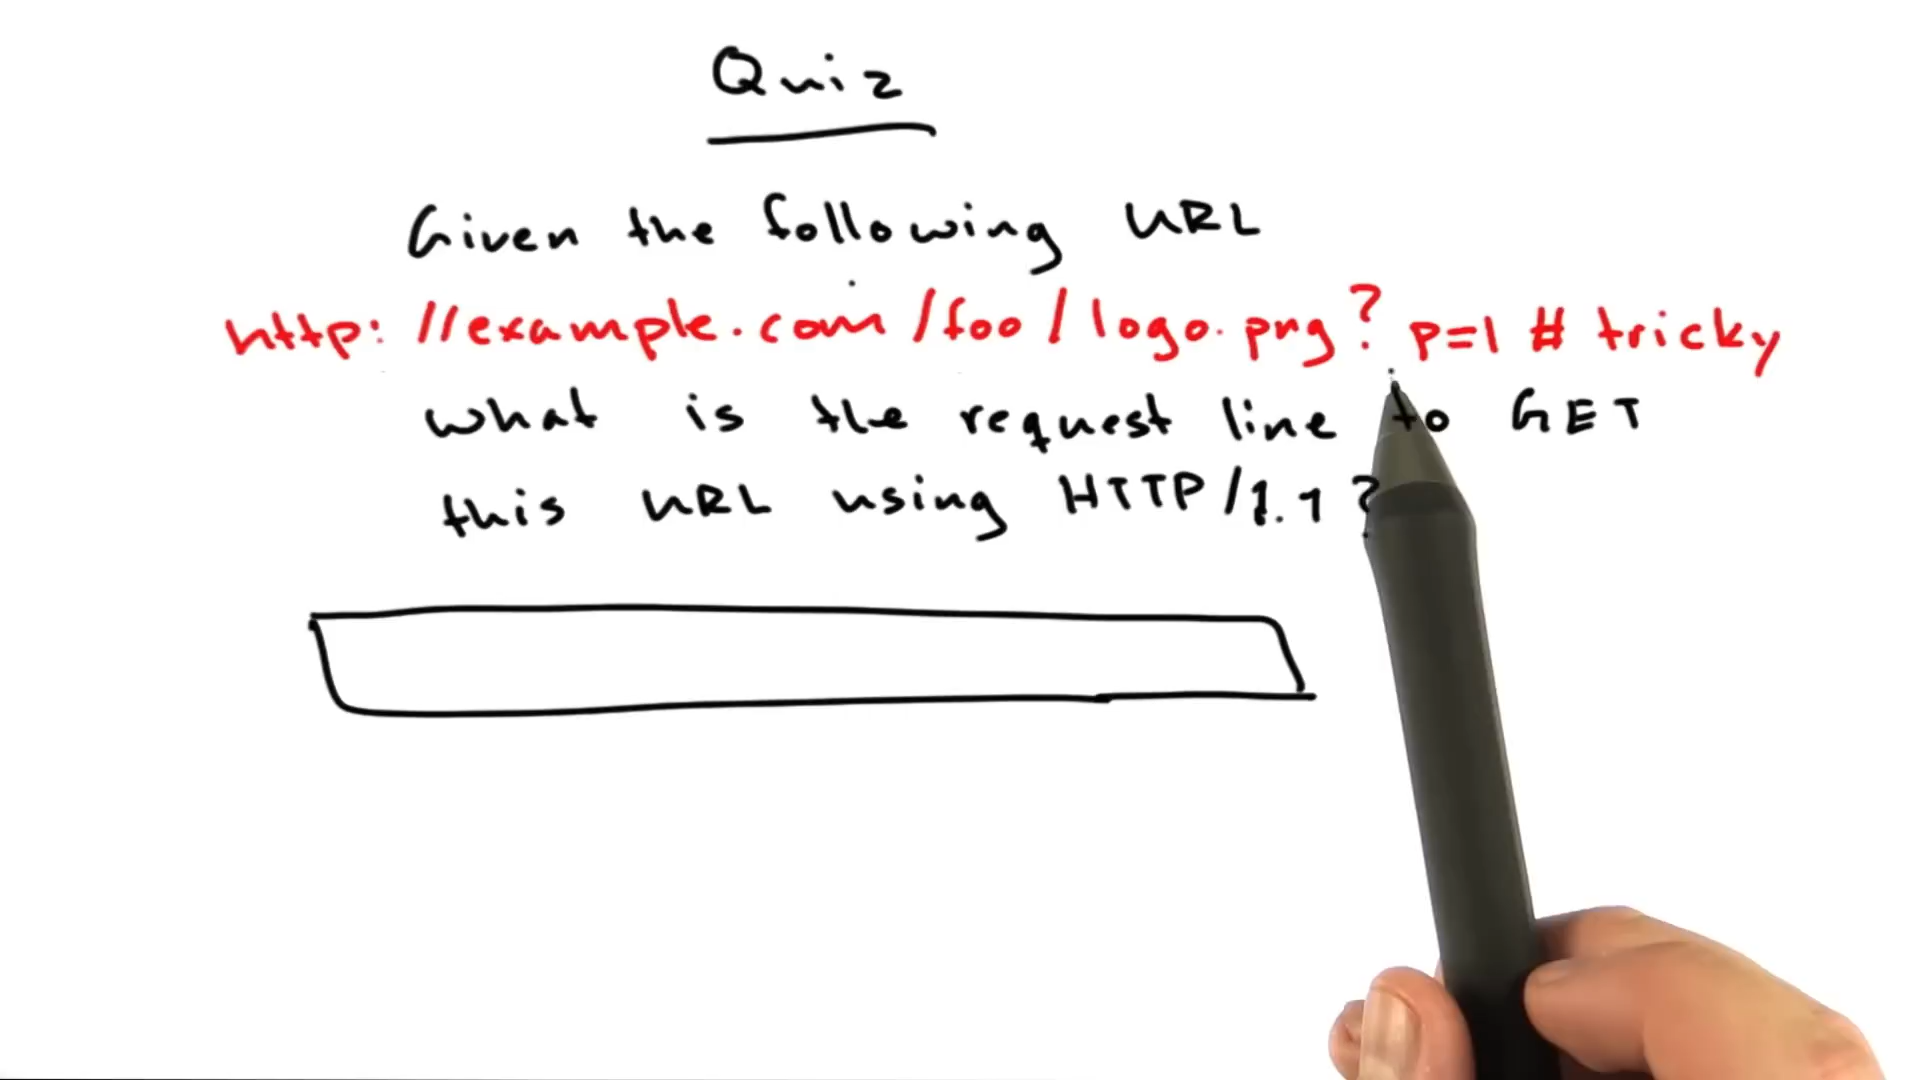 Quiz
Given the following URL
http://example.com/foo/logo.png?p=1#tricky
what is the request line to GET
this URL using HTTP/1.1?